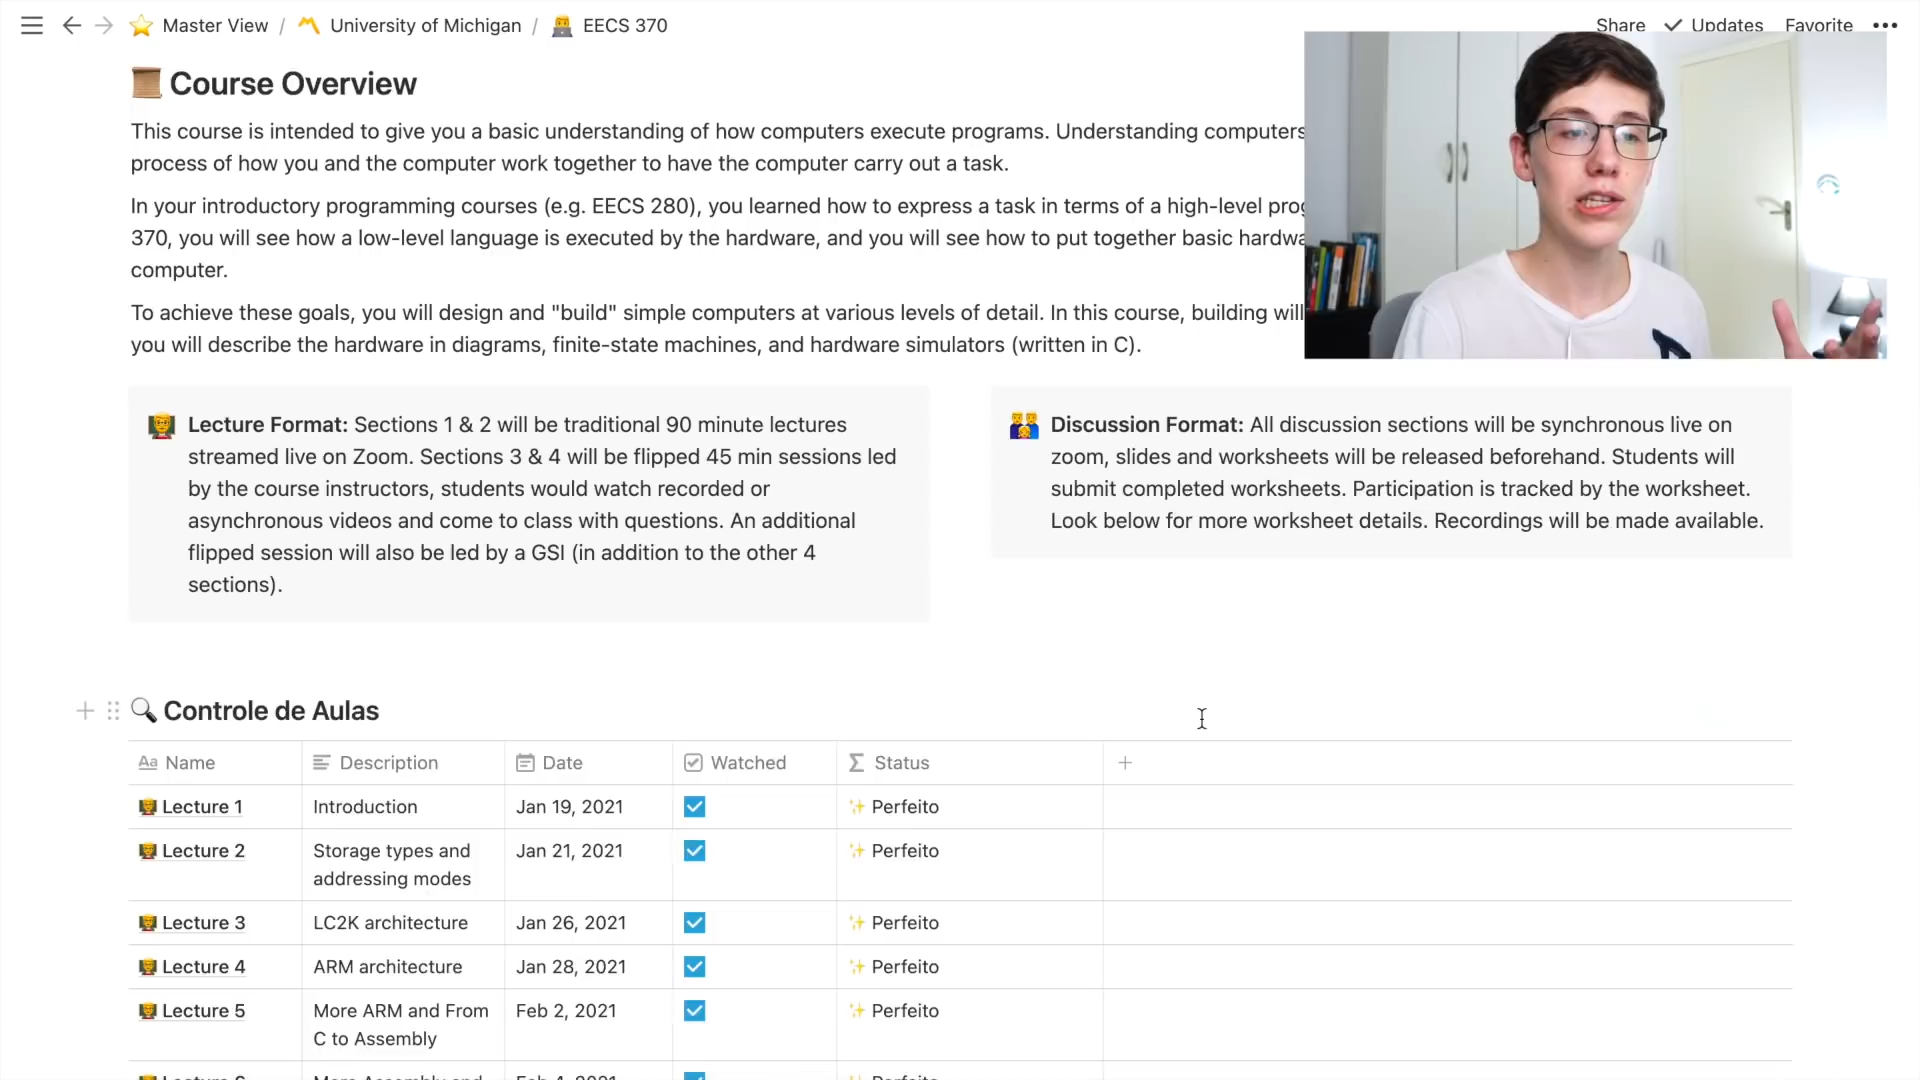 Master View / University of Michigan / EECS 370
Share Updates Favorite
Course Overview
This course is intended to give you a basic understanding of how computers execute programs. Understanding computers
process of how you and the computer work together to have the computer carry out a task.
In your introductory programming courses (e.g. EECS 280), you learned how to express a task in terms of a high-level
370, you will see how a low-level language is executed by the hardware, and you will see how to put together basic
computer.
To achieve these goals, you will design and "build" simple computers at various levels of detail. In this course, building will
you will describe the hardware in diagrams, finite-state machines, and hardware simulators (written in C).
Lecture Format: Sections 1 & 2 will be traditional 90 minute lectures
streamed live on Zoom. Sections 3 & 4 will be flipped 45 min sessions led
by the course instructors, students would watch recorded or
asynchronous videos and come to class with questions. An additional
flipped session will also be led by a GSI (in addition to the other 4
sections).
Discussion Format: All discussion sections will be synchronous live on
zoom, slides and worksheets will be released beforehand. Students will
submit completed worksheets. Participation is tracked by the worksheet.
Look below for more worksheet details. Recordings will be made available.
Controle de Aulas
Aa Name Description Date Watched Σ Status
Lecture 1 Introduction Jan 19, 2021 Perfeito
Lecture 2 Storage types and Jan 21, 2021 Perfeito
addressing modes
Lecture 3 LC2K architecture Jan 26, 2021 Perfeito
Lecture 4 ARM architecture Jan 28, 2021 Perfeito
Lecture 5 More ARM and From Feb 2, 2021 Perfeito
C to Assembly